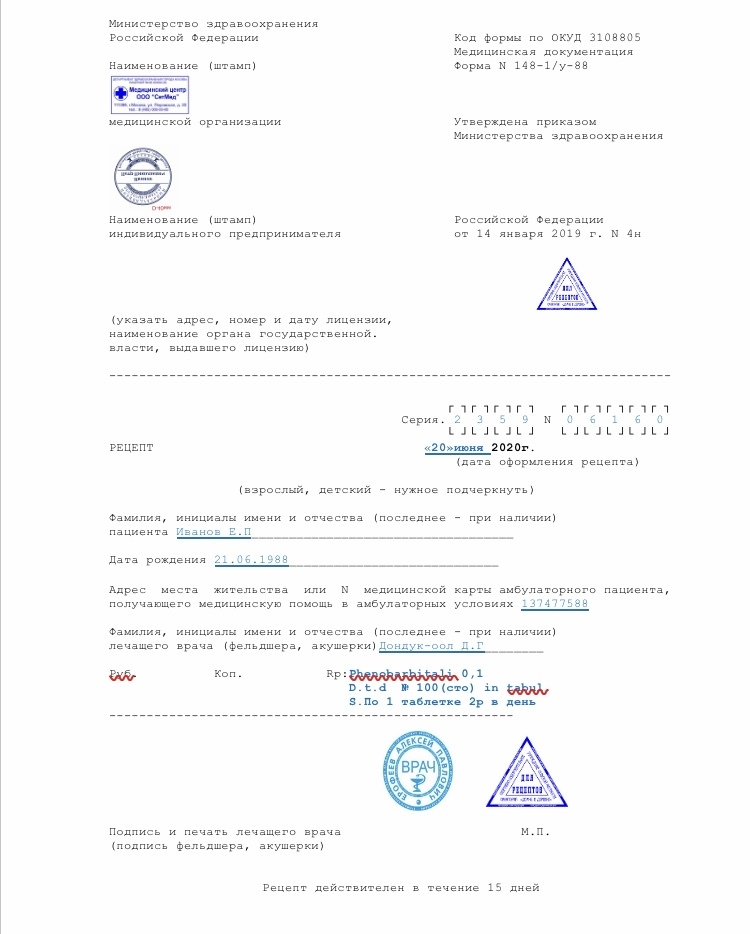 Министерство здравоохранения
Российской Федерации
Код формы по ОКУД 3108805
Медицинская документация
Наименование (штамп)
Форма N 148-1/у-88
Медицинский центр
ООО "СитМед"
медицинской организации
Утверждена приказом
Министерства здравоохранения
Наименование (штамп)
Российской Федерации
индивидуального предпринимателя
от 14 января 2019 г. N 4н
ДЛЯ
РЕЦЕПТОВ
(указать адрес, номер и дату лицензии,
наименование органа государственной.
власти, выдавшего лицензию)
Серия. 2 3 5 9 N 0 6 1 6 0
РЕЦЕПТ
«20»июня 2020г.
(дата оформления рецепта)
(взрослый, детский - нужное подчеркнуть)
Фамилия, инициалы имени и отчества (последнее - при наличии)
пациента Иванов Е.П
Дата рождения 21.06.1988
Адрес места жительства или N медицинской карты амбулаторного пациента,
получающего медицинскую помощь в амбулаторных условиях 137477588
Фамилия, инициалы имени и отчества (последнее - при наличии)
лечащего врача (фельдшера, акушерки)Дондук-оол Д.Г
Руб. Коп. Rp:Phenobarbitali 0,1
D.t.d № 100(сто) in tabul.
S.По 1 таблетке 2р в день
ЕРОФЕЕВ АЛЕКСЕЙ ПАВЛОВИЧ
ВРАЧ
ДЛЯ
РЕЦЕПТОВ
Подпись и печать лечащего врача
М.П.
(подпись фельдшера, акушерки)
Рецепт действителен в течение 15 дней